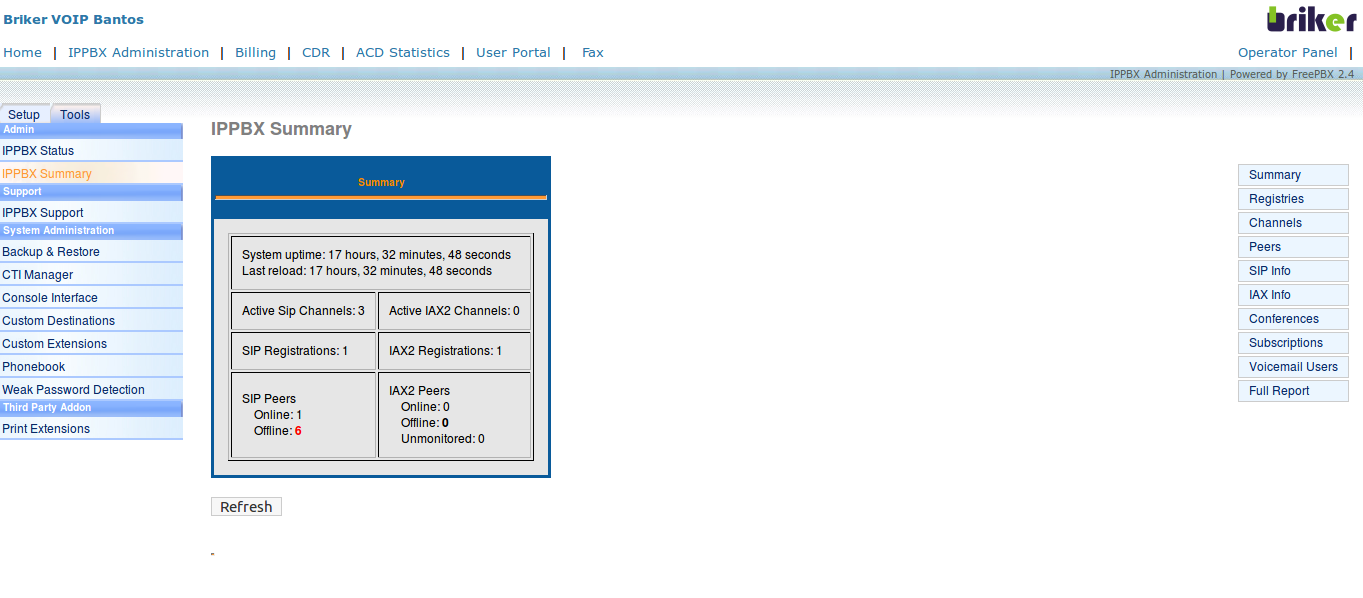 Briker VOIP Bantos
briker
Home | IPPBX Administration | Billing | CDR | ACD Statistics | User Portal | Fax
Operator Panel |
IPPBX Administration | Powered by FreePBX 2.4
Setup
Tools
Admin
IPPBX Status
IPPBX Summary
Support
IPPBX Support
System Administration
Backup & Restore
CTI Manager
Console Interface
Custom Destinations
Custom Extensions
Phonebook
Weak Password Detection
Third Party Addon
Print Extensions
IPPBX Summary
Summary
System uptime: 17 hours, 32 minutes, 48 seconds
Last reload: 17 hours, 32 minutes, 48 seconds
Active Sip Channels: 3
Active IAX2 Channels: 0
SIP Registrations: 1
IAX2 Registrations: 1
SIP Peers
Online: 1
Offline: 6
IAX2 Peers
Online: 0
Offline: 0
Unmonitored: 0
Refresh
-
Summary
Registries
Channels
Peers
SIP Info
IAX Info
Conferences
Subscriptions
Voicemail Users
Full Report